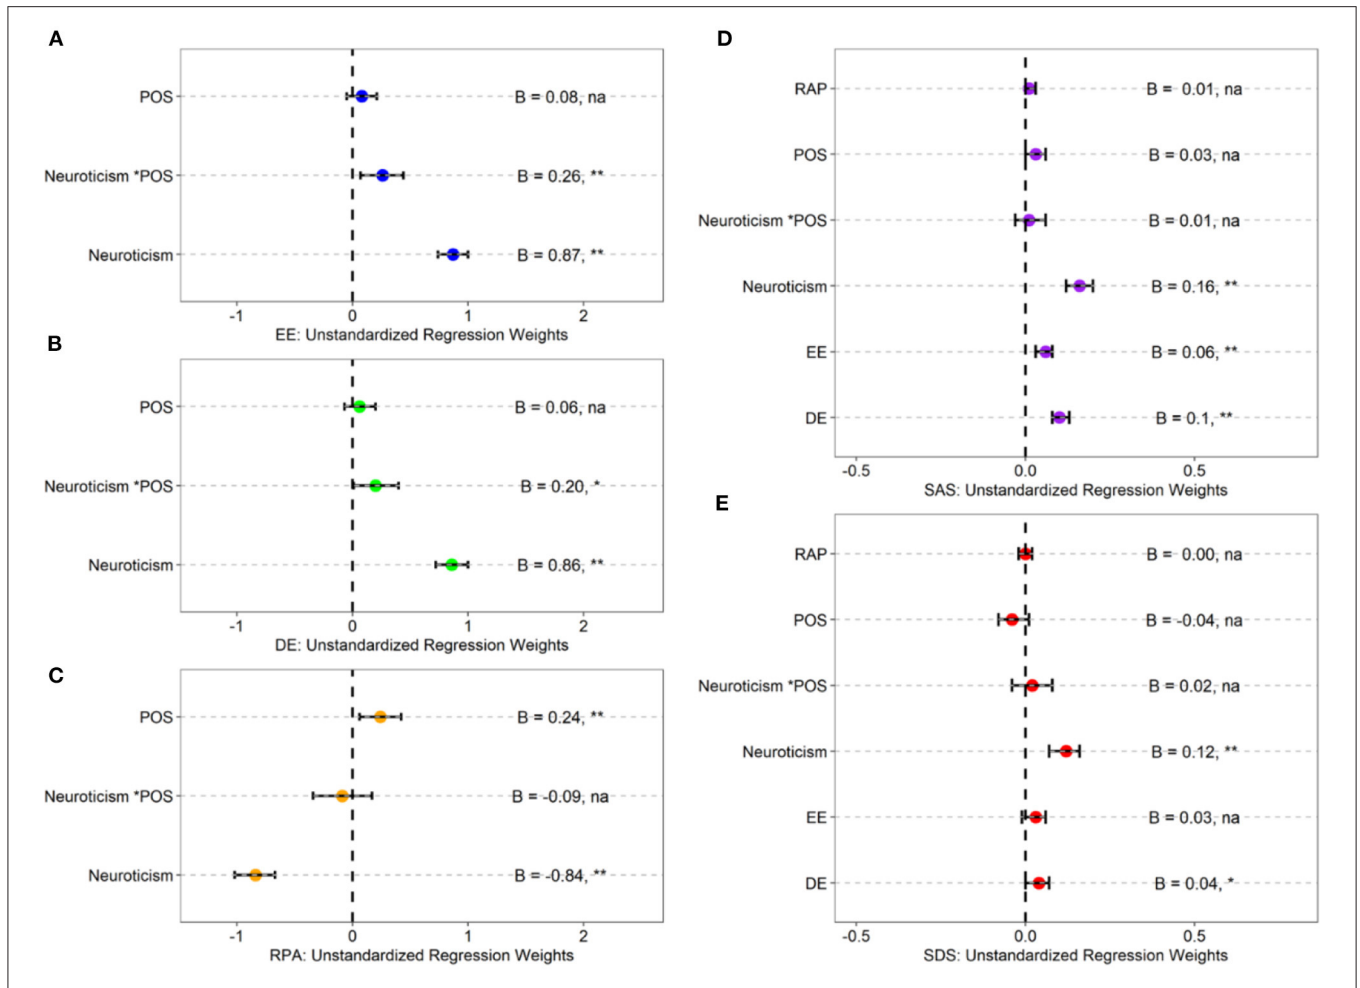 A
POS
B = 0.08, na
Neuroticism *POS
B = 0.26, **
Neuroticism
B = 0.87, **
-1 0 1 2
EE: Unstandardized Regression Weights
B
POS
B = 0.06, na
Neuroticism *POS
B = 0.20, *
Neuroticism
B = 0.86, **
-1 0 1 2
DE: Unstandardized Regression Weights
C
POS
B = 0.24, **
Neuroticism *POS
B = -0.09, na
Neuroticism
B = -0.84, **
-1 0 1 2
RPA: Unstandardized Regression Weights
D
RAP
B = 0.01, na
POS
B = 0.03, na
Neuroticism *POS
B = 0.01, na
Neuroticism
B = 0.16, **
EE
B = 0.06, **
DE
B = 0.1, **
-0.5 0.0 0.5
SAS: Unstandardized Regression Weights
E
RAP
B = 0.00, na
POS
B = -0.04, na
Neuroticism *POS
B = 0.02, na
Neuroticism
B = 0.12, **
EE
B = 0.03, na
DE
B = 0.04, *
-0.5 0.0 0.5
SDS: Unstandardized Regression Weights